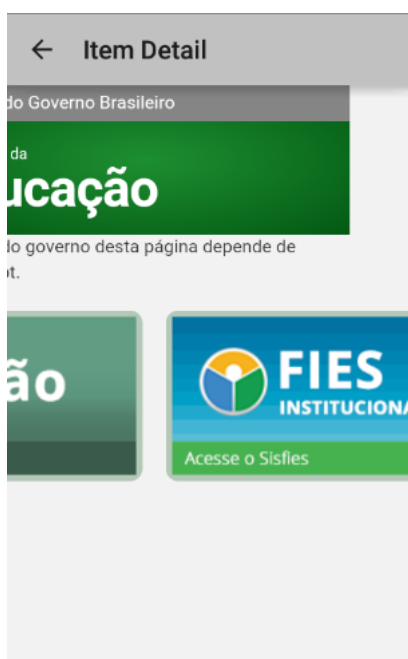 Item Detail
do Governo Brasileiro
da
ucação
do governo desta página depende de
ot.
ão
FIES
INSTITUCIONA
Acesse o Sisfies